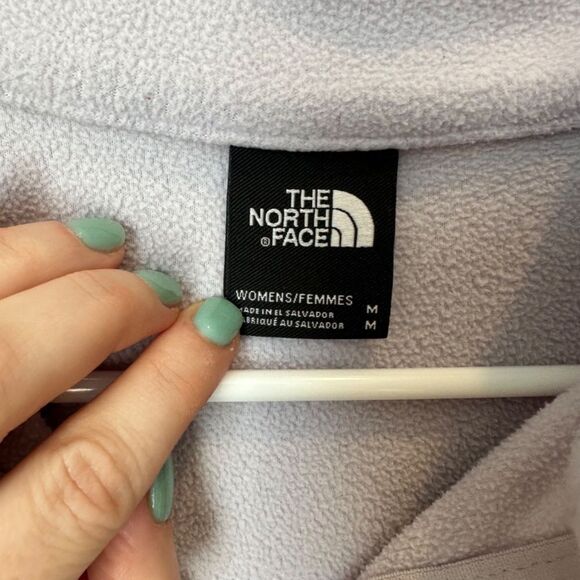 THE
NORTH
FACE®
WOMENS/FEMMES M
MADE IN EL SALVADOR
FABRIQUÉ AU SALVADOR M